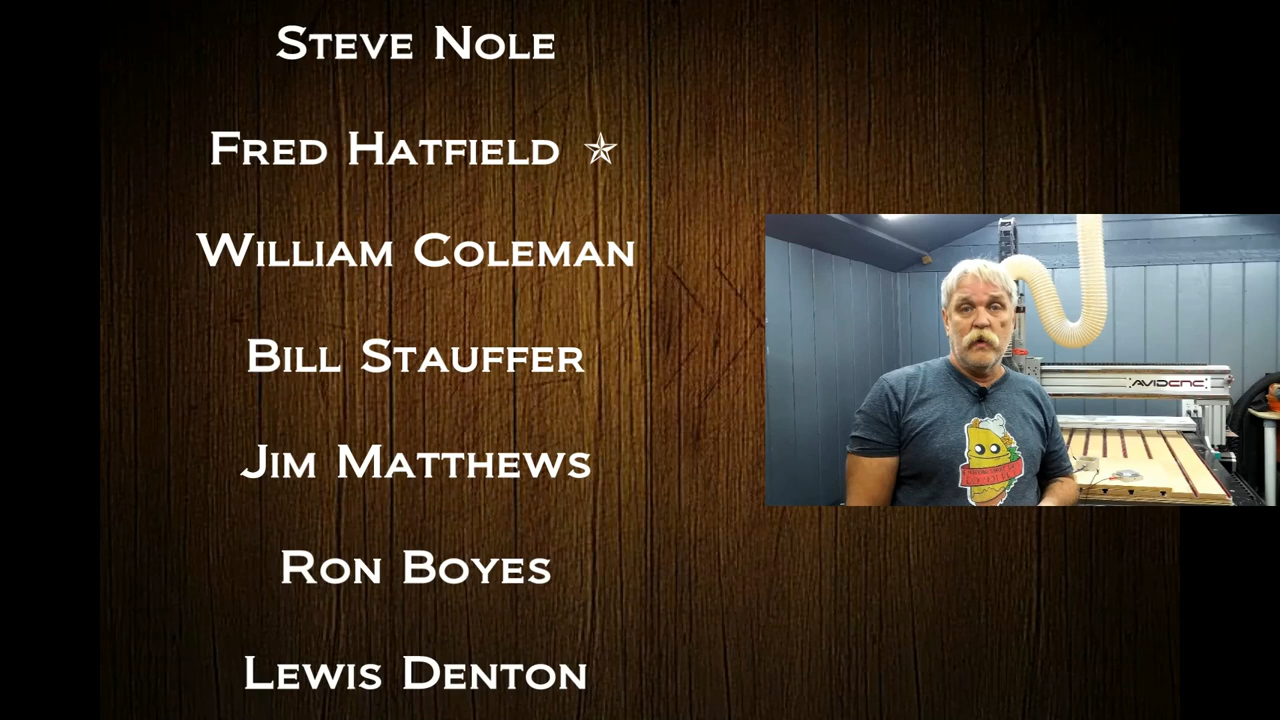 Steve Nole
Fred Hatfield
William Coleman
Bill Stauffer
Jim Matthews
Ron Boyes
Lewis Denton
AVIDCNC